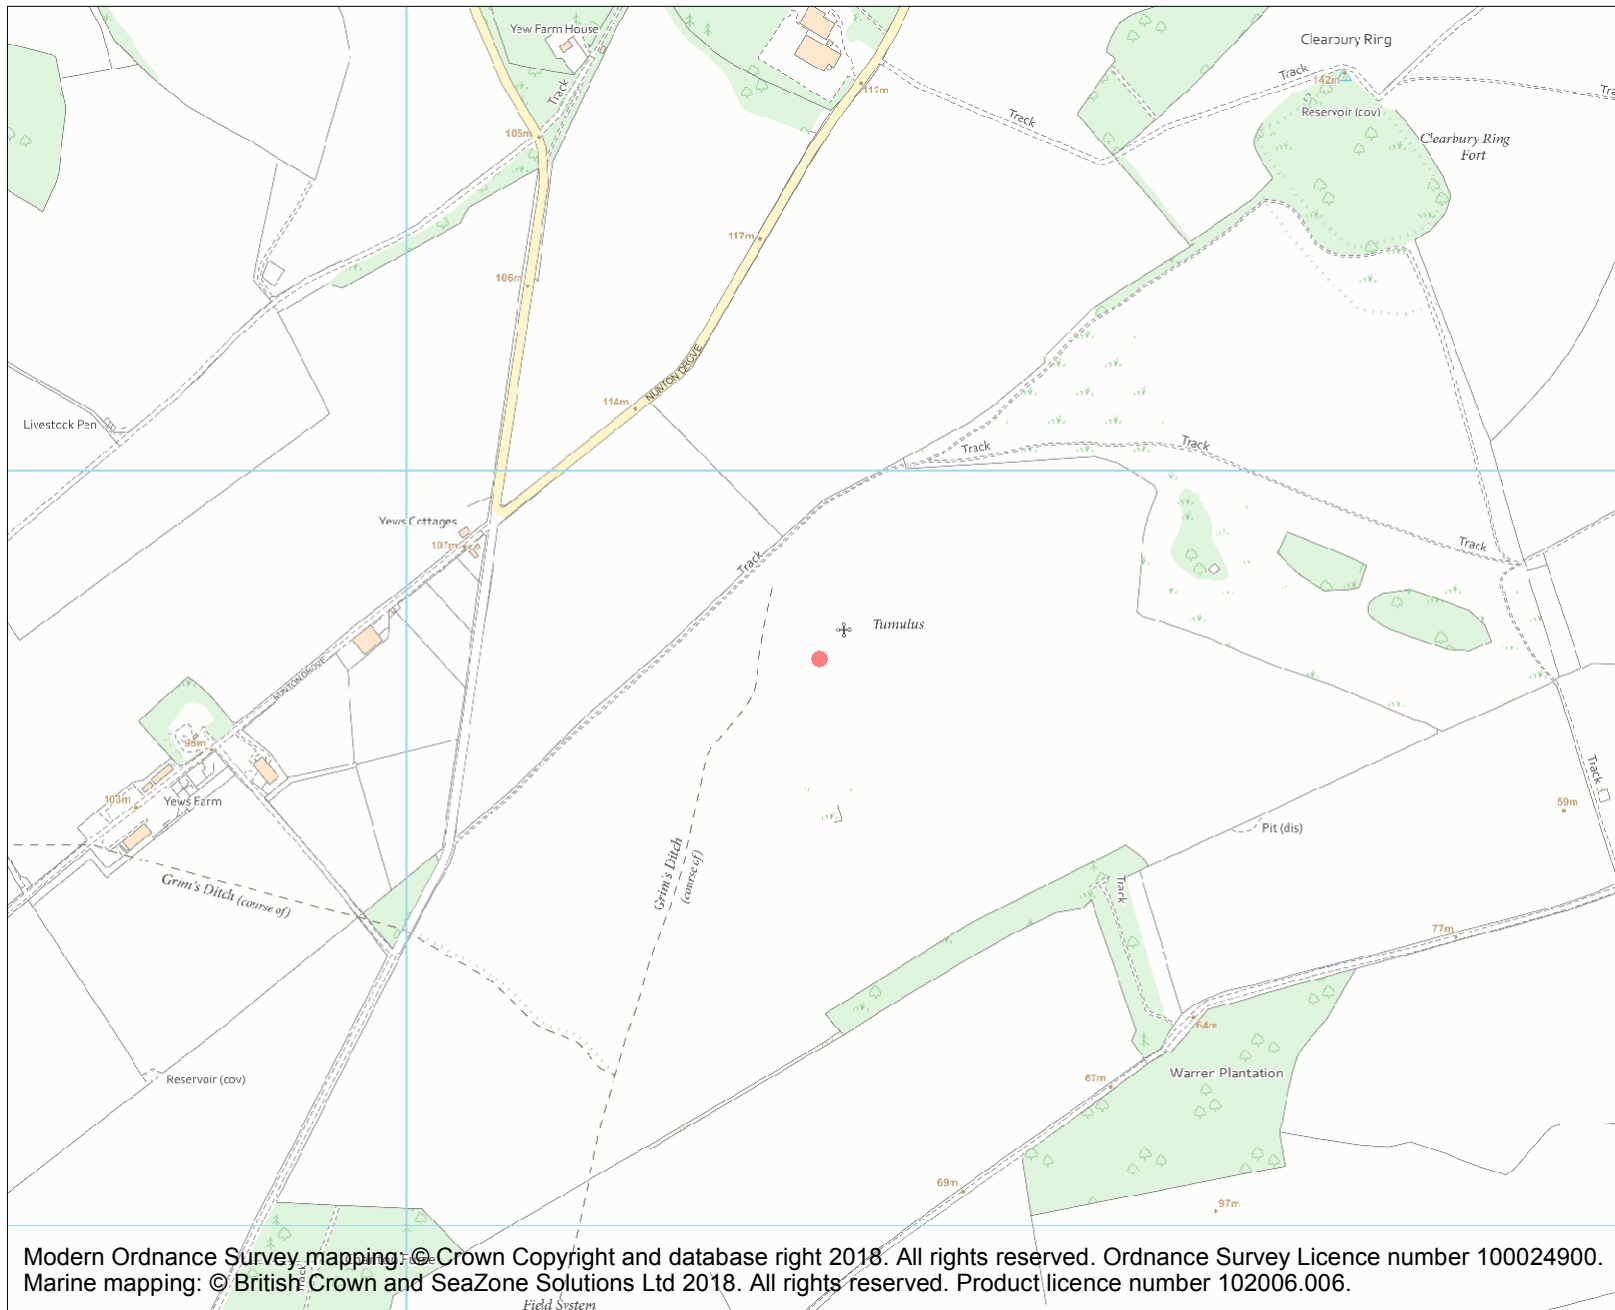 Yew Farm House
Clearbury Ring
Track
142m
Track
112m
Track
Reservoir (cov)
Track
105m
Clearbury Ring
Fort
117m
106m
NUNTON DROVE
114m
Livestock Pen
Track
Track
Yews Cottages
107m
Track
Track
Tumulus
NUNTON DROVE
98m
Track
103m
Yews Farm
59m
Pit (dis)
Grim's Ditch (course of)
Grim's Ditch
(course of)
Track
77m
64m
Reservoir (cov)
67m
Warren Plantation
69m
97m
Modern Ordnance Survey mapping: © Crown Copyright and database right 2018. All rights reserved. Ordnance Survey Licence number 100024900.
Marine mapping: © British Crown and SeaZone Solutions Ltd 2018. All rights reserved. Product licence number 102006.006.
Track
Field System